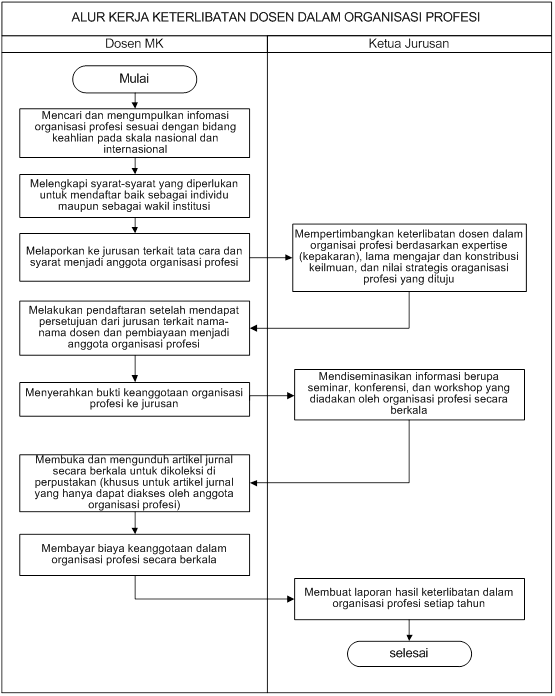 ALUR KERJA KETERLIBATAN DOSEN DALAM ORGANISASI PROFESI
Dosen MK
Ketua Jurusan
Mulai
Mencari dan mengumpulkan infomasi
organisasi profesi sesuai dengan bidang
keahlian pada skala nasional dan
internasional
Melengkapi syarat-syarat yang diperlukan
untuk mendaftar baik sebagai individu
maupun sebagai wakil institusi
Melaporkan ke jurusan terkait tata cara dan
syarat menjadi anggota organisasi profesi
Mempertimbangkan keterlibatan dosen dalam
organisai profesi berdasarkan expertise
(kepakaran), lama mengajar dan konstribusi
keilmuan, dan nilai strategis oraganisasi
profesi yang dituju
Melakukan pendaftaran setelah mendapat
persetujuan dari jurusan terkait nama-
nama dosen dan pembiayaan menjadi
anggota organisasi profesi
Menyerahkan bukti keanggotaan organisasi
profesi ke jurusan
Mendiseminasikan informasi berupa
seminar, konferensi, dan workshop yang
diadakan oleh organisasi profesi secara
berkala
Membuka dan mengunduh artikel jurnal
secara berkala untuk dikoleksi di
perpustakan (khusus untuk artikel jurnal
yang hanya dapat diakses oleh anggota
organisasi profesi)
Membayar biaya keanggotaan dalam
organisasi profesi secara berkala
Membuat laporan hasil keterlibatan dalam
organisasi profesi setiap tahun
selesai